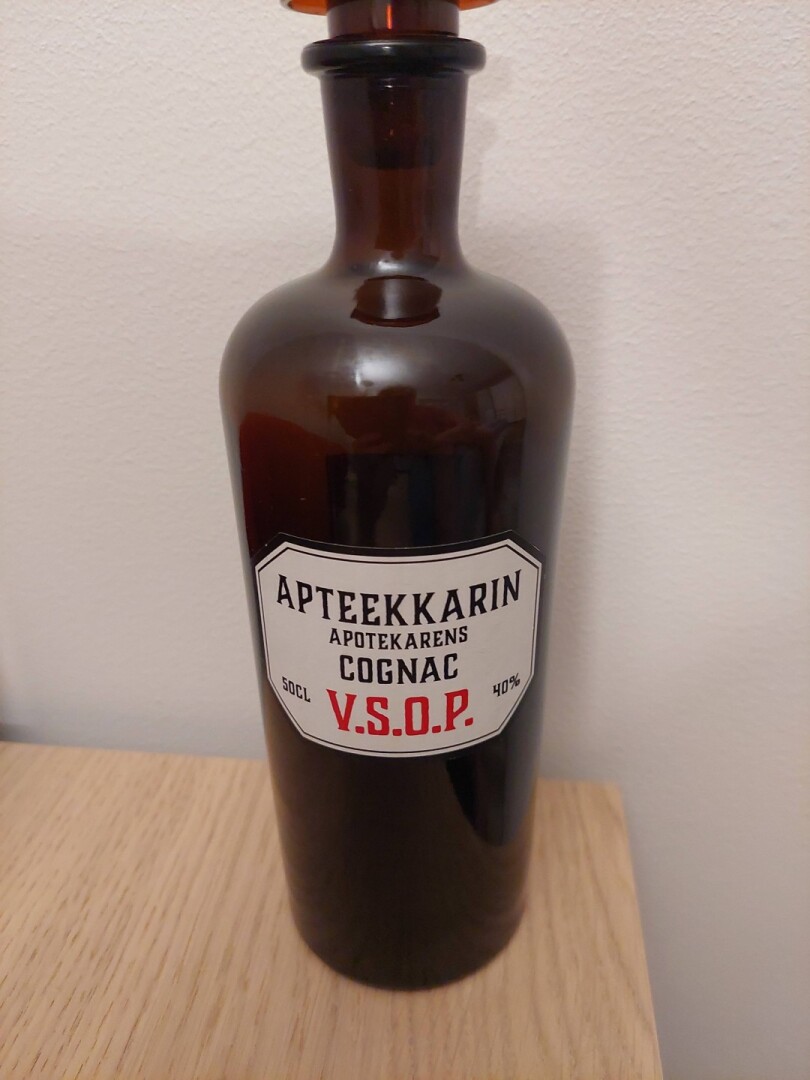 APTEEKKARIN
APOTEKARENS
COGNAC
50CL V.S.O.P. 40%